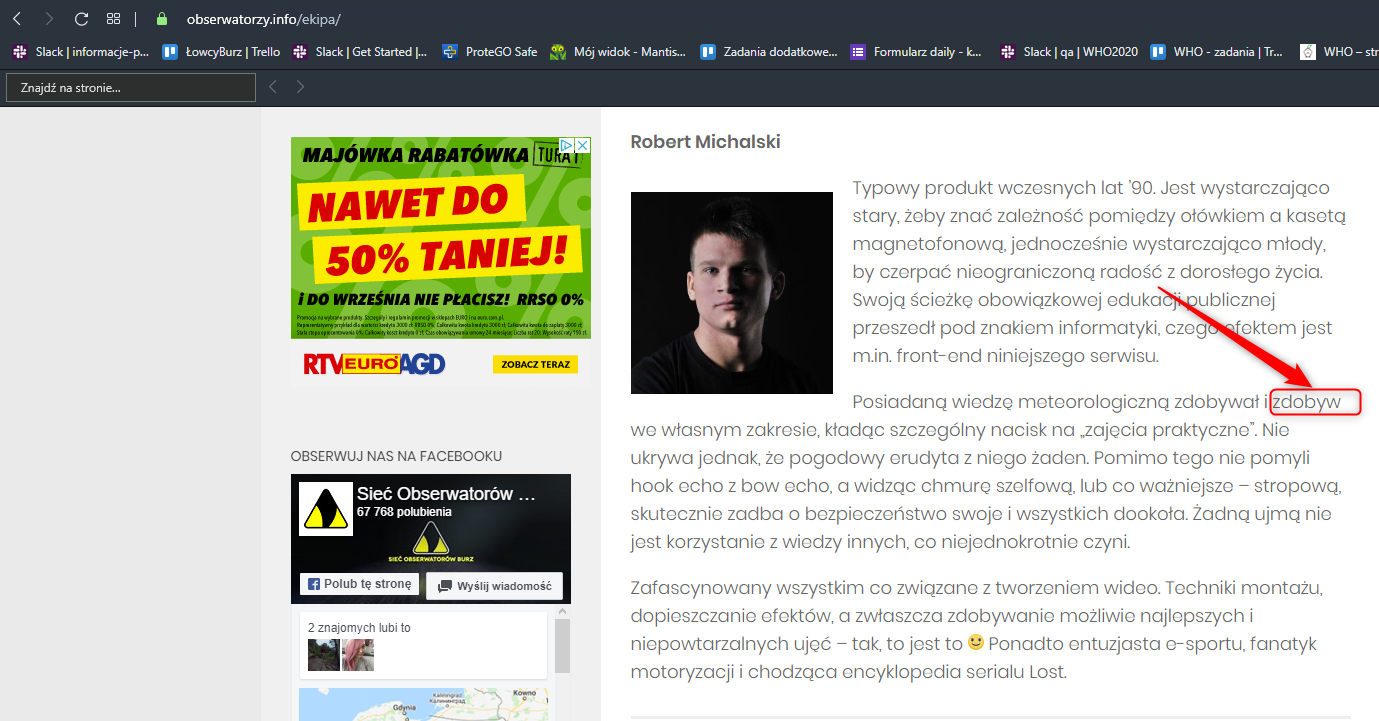 obserwatorzy.info/ekipa/
Slack | informacje-p...
ŁowcyBurz | Trello
Slack | Get Started |...
ProteGO Safe
Mój widok - Mantis...
Zadania dodatkowe...
Formularz daily - k...
Slack | qa | WHO2020
WHO - zadania | Tr...
WHO – str
Znajdź na stronie...
MAJÓWKA RABATÓWKA
NAWET DO
50% TANIEJ!
i DO WRZEŚNIA NIE PŁACISZ! RRSO 0%
RTV EURO AGD
ZOBACZ TERAZ
OBSERWUJ NAS NA FACEBOOKU
Sieć Obserwatorów ...
67 768 polubienia
SIEĆ OBSERWATORÓW BURZ
Polub tę stronę
Wyślij wiadomość
2 znajomych lubi to
Kaliningrad
Kowno
Gdynia
Robert Michalski
Typowy produkt wczesnych lat ’90. Jest wystarczająco
stary, żeby znać zależność pomiędzy ołówkiem a kasetą
magnetofonową, jednocześnie wystarczająco młody,
by czerpać nieograniczoną radość z dorosłego życia.
Swoją ścieżkę obowiązkowej edukacji publicznej
przeszedł pod znakiem informatyki, czego efektem jest
m.in. front-end niniejszego serwisu.
Posiadaną wiedzę meteorologiczną zdobywał i zdobyw
we własnym zakresie, kładąc szczególny nacisk na „zajęcia praktyczne”. Nie
ukrywa jednak, że pogodowy erudyta z niego żaden. Pomimo tego nie pomyli
hook echo z bow echo, a widząc chmurę szelfową, lub co ważniejsze – stropową,
skutecznie zadba o bezpieczeństwo swoje i wszystkich dookoła. Żadną ujmą nie
jest korzystanie z wiedzy innych, co niejednokrotnie czyni.
Zafascynowany wszystkim co związane z tworzeniem wideo. Techniki montażu,
dopieszczanie efektów, a zwłaszcza zdobywanie możliwie najlepszych i
niepowtarzalnych ujęć – tak, to jest to 😀 Ponadto entuzjasta e-sportu, fanatyk
motoryzacji i chodząca encyklopedia serialu Lost.